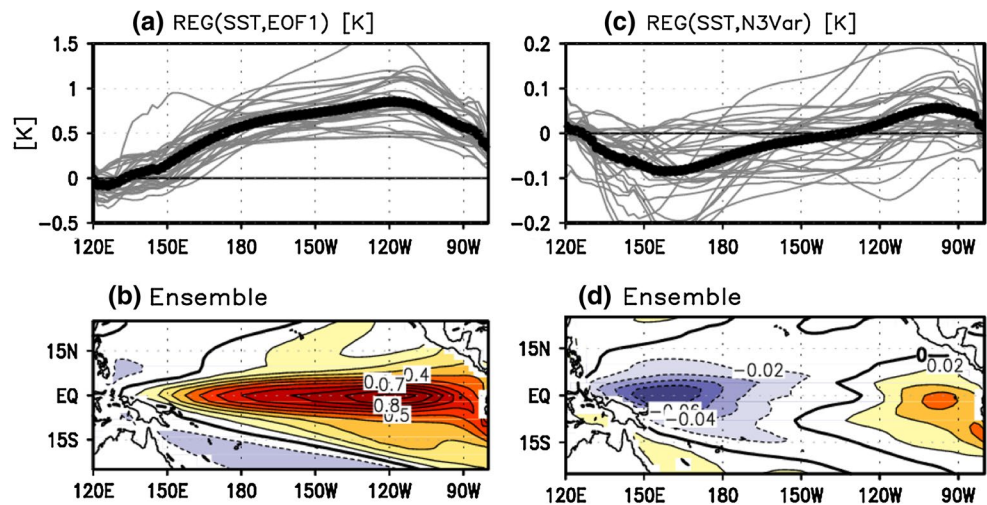 (a) REG(SST,EOF1) [K]
[K]
1.5
1
0.5
0
−0.5
120E 150E 180 150W 120W 90W
(c) REG(SST,N3Var) [K]
0.2
0.1
0
−0.1
−0.2
120E 150E 180 150W 120W 90W
(b) Ensemble
15N
EQ
15S
0.4
0.7
0.8
0.5
120E 150E 180 150W 120W 90W
(d) Ensemble
15N
EQ
15S
0
0.02
−0.02
−0.04
120E 150E 180 150W 120W 90W